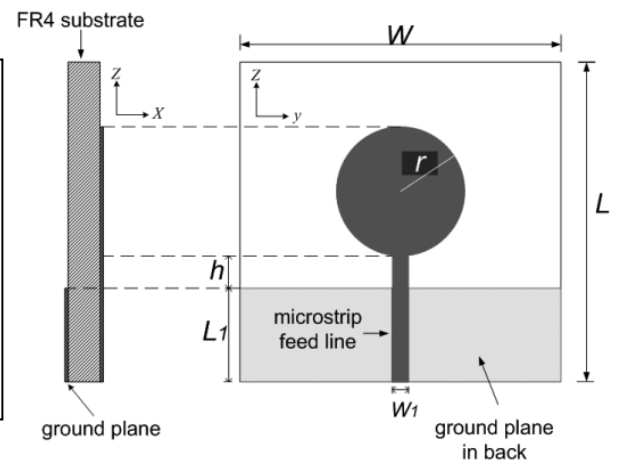 FR4 substrate
W
Z
X
Z
y
r
L
h
L1
microstrip
feed line
W1
ground plane
ground plane
in back